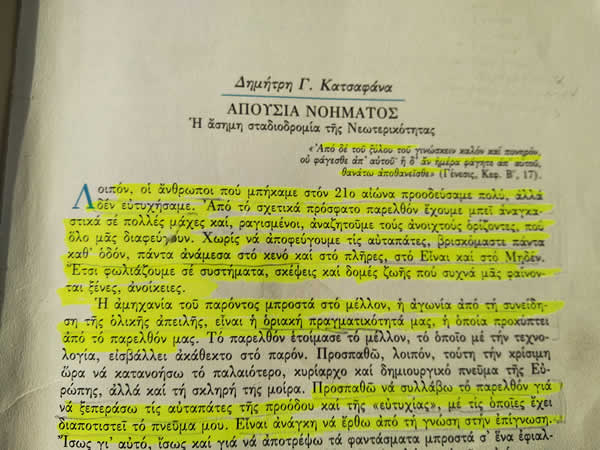 Δημήτρη Γ. Κατσαφάνα
ΑΠΟΥΣΙΑ ΝΟΗΜΑΤΟΣ
Ἡ ἄσημη σταδιοδρομία τῆς Νεωτερικότητας
«Ἀπό δέ τοῦ ξύλου τοῦ γινώσκειν καλόν καί πονηρόν,
οὐ φάγεσθε ἀπ' αὐτοῦ· ἡ δ' ἄν ἡμέρα φάγητε ἀπ' αὐτοῦ,
θανάτω ἀποθανεῖσθε» (Γένεσις, Κεφ. Β΄, 17).
Λοιπόν, οἱ ἄνθρωποι πού μπήκαμε στόν 21ο αἰώνα προοδεύσαμε πολύ, ἀλλά
δέν εὐτυχήσαμε. Ἀπό τό σχετικά πρόσφατο παρελθόν ἔχουμε μπεῖ ἀναγκα-
στικά σέ πολλές μάχες καί, ραγισμένοι, ἀναζητοῦμε τούς ἀνοιχτούς ὁρίζοντες, πού
ὅλο μᾶς διαφεύγουν. Χωρίς νά ἀποφεύγουμε τίς αὐταπάτες, βρισκόμαστε πάντα
καθ' ὁδόν, πάντα ἀνάμεσα στό κενό καί στό πλῆρες, στό Εἶναι καί στό Μηδέν.
Ἔτσι φωλιάζουμε σέ συστήματα, σκέψεις καί δομές ζωῆς πού συχνά μᾶς φαίνον-
ται ξένες, ἀνοίκειες.
Ἡ ἀμηχανία τοῦ παρόντος μπροστά στό μέλλον, ἡ ἀγωνία ἀπό τή συνείδη-
ση τῆς ὁλικῆς ἀπειλῆς, εἶναι ἡ ὁριακή πραγματικότητά μας, ἡ ὁποία προκύπτει
ἀπό τό παρελθόν μας. Τό παρελθόν ἑτοίμασε τό μέλλον, τό ὁποῖο μέ τήν τεχνο-
λογία, εἰσβάλλει ἀκάθεκτο στό παρόν. Προσπαθῶ, λοιπόν, τούτη τήν κρίσιμη
ὥρα νά κατανοήσω τό παλαιότερο, κυρίαρχο καί δημιουργικό πνεῦμα τῆς Εὐ-
ρώπης, ἀλλά καί τή σκληρή της μοίρα. Προσπαθῶ νά συλλάβω τό παρελθόν γιά
νά ξεπεράσω τίς αὐταπάτες τῆς προόδου καί τῆς «εὐτυχίας», μέ τίς ὁποῖες ἔχει
διαποτιστεῖ τό πνεῦμα μου. Εἶναι ἀνάγκη νά ἔρθω ἀπό τή γνώση στήν ἐπίγνωση.
Ἴσως γι' αὐτό, ἴσως καί γιά νά ἀποτρέψω τά φαντάσματα μπροστά σ' ἕνα ἐφιαλ-